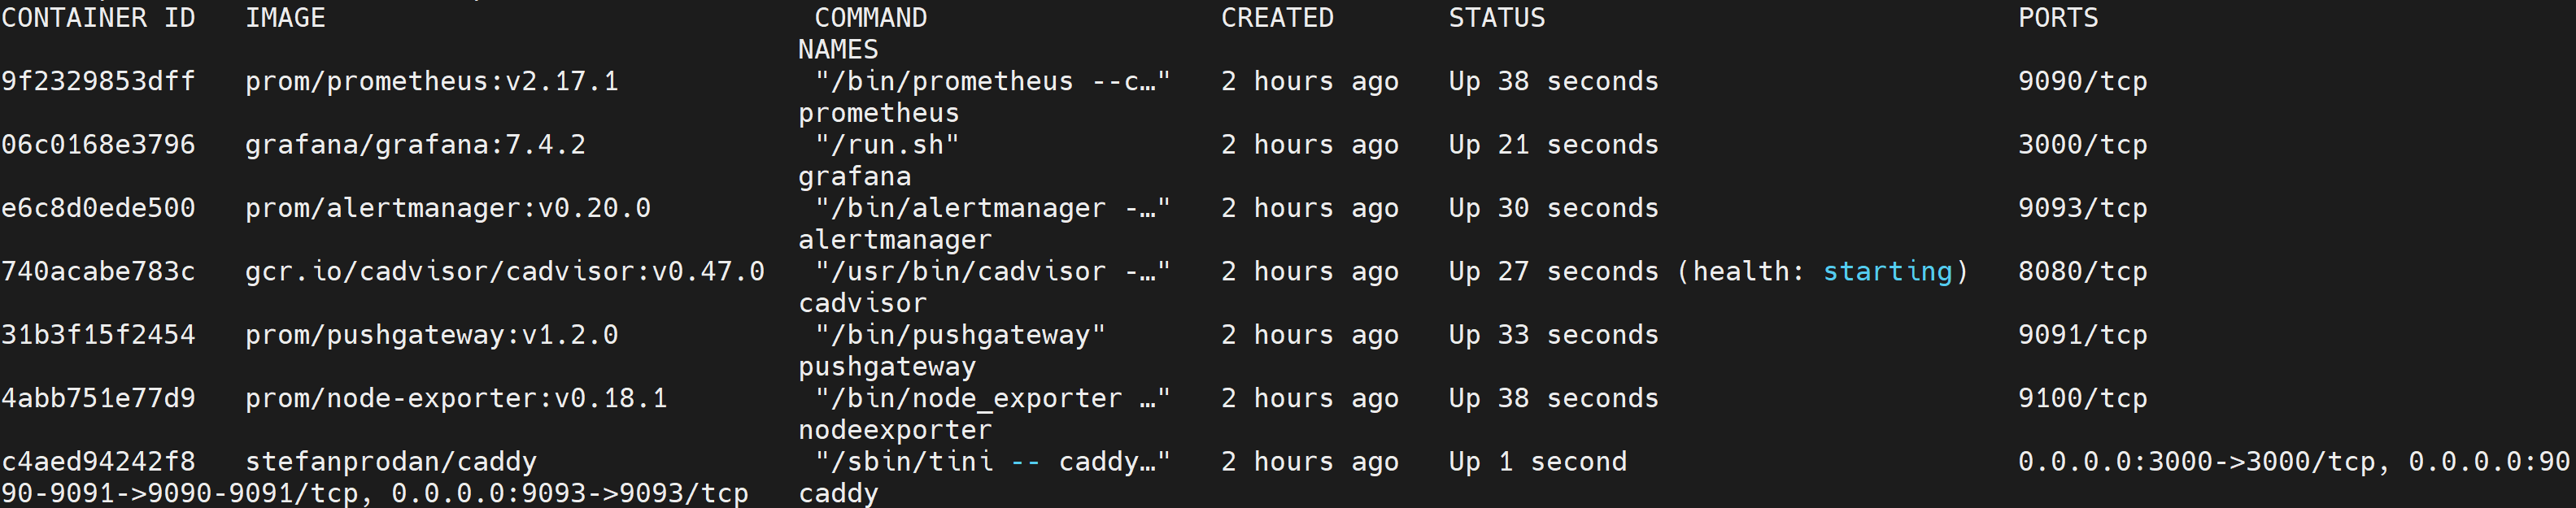 CONTAINER ID   IMAGE                              COMMAND                  CREATED       STATUS                             PORTS
NAMES
9f2329853dff   prom/prometheus:v2.17.1            "/bin/prometheus --c…"   2 hours ago   Up 38 seconds                      9090/tcp
prometheus
06c0168e3796   grafana/grafana:7.4.2              "/run.sh"                2 hours ago   Up 21 seconds                      3000/tcp
grafana
e6c8d0ede500   prom/alertmanager:v0.20.0          "/bin/alertmanager -…"   2 hours ago   Up 30 seconds                      9093/tcp
alertmanager
740acabe783c   gcr.io/cadvisor/cadvisor:v0.47.0   "/usr/bin/cadvisor -…"   2 hours ago   Up 27 seconds (health: starting)   8080/tcp
cadvisor
31b3f15f2454   prom/pushgateway:v1.2.0            "/bin/pushgateway"       2 hours ago   Up 33 seconds                      9091/tcp
pushgateway
4abb751e77d9   prom/node-exporter:v0.18.1         "/bin/node_exporter …"   2 hours ago   Up 38 seconds                      9100/tcp
nodeexporter
c4aed94242f8   stefanprodan/caddy                 "/sbin/tini -- caddy…"   2 hours ago   Up 1 second                        0.0.0.0:3000->3000/tcp, 0.0.0.0:90
90-9091->9090-9091/tcp, 0.0.0.0:9093->9093/tcp   caddy